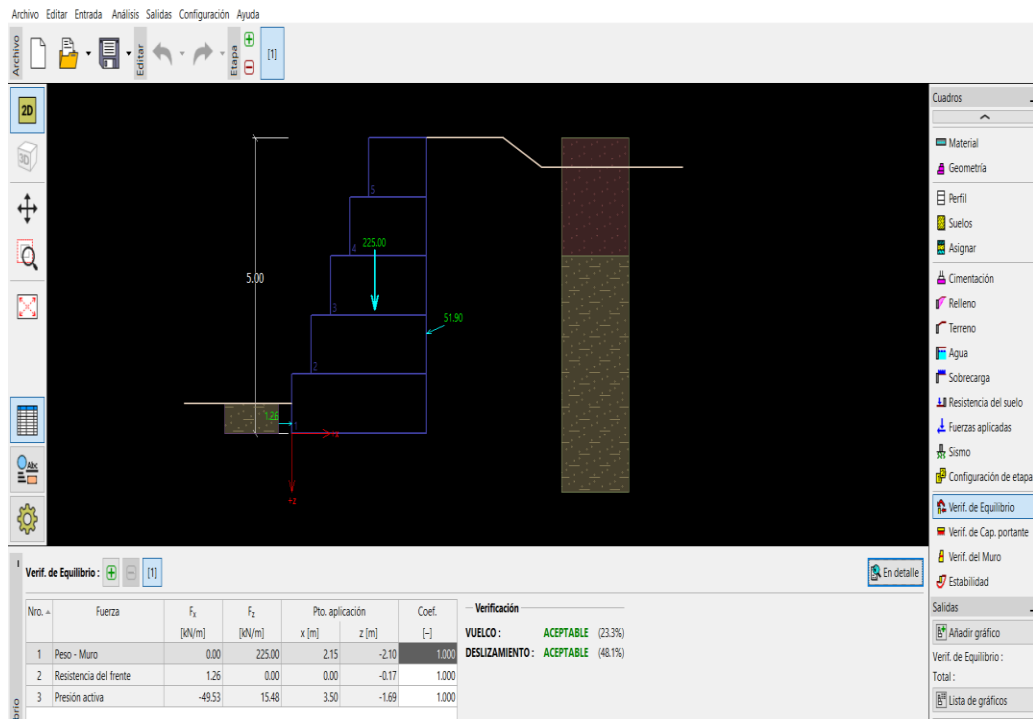 Archivo Editar Entrada Análisis Salidas Configuración Ayuda
Archivo
Editar
Etapa
[1]
2D
3D
Abc
5
4
225.00
5.00
3
51.90
2
1.26
1
+x
+z
Cuadros
Material
Geometría
Perfil
Suelos
Asignar
Cimentación
Relleno
Terreno
Agua
Sobrecarga
Resistencia del suelo
Fuerzas aplicadas
Sismo
Configuración de etapa
Verif. de Equilibrio
Verif. de Cap. portante
Verif. del Muro
Estabilidad
Salidas
Añadir gráfico
Verif. de Equilibrio :
Total :
Lista de gráficos
Verif. de Equilibrio : [1]
En detalle
Nro. Fuerza Fx Fz Pto. aplicación Coef.
[kN/m] [kN/m] x [m] z [m] [–]
1 Peso - Muro 0.00 225.00 2.15 -2.10 1.000
2 Resistencia del frente 1.26 0.00 0.00 -0.17 1.000
3 Presión activa -49.53 15.48 3.50 -1.69 1.000
Verificación
VUELCO : ACEPTABLE (23.3%)
DESLIZAMIENTO : ACEPTABLE (48.1%)